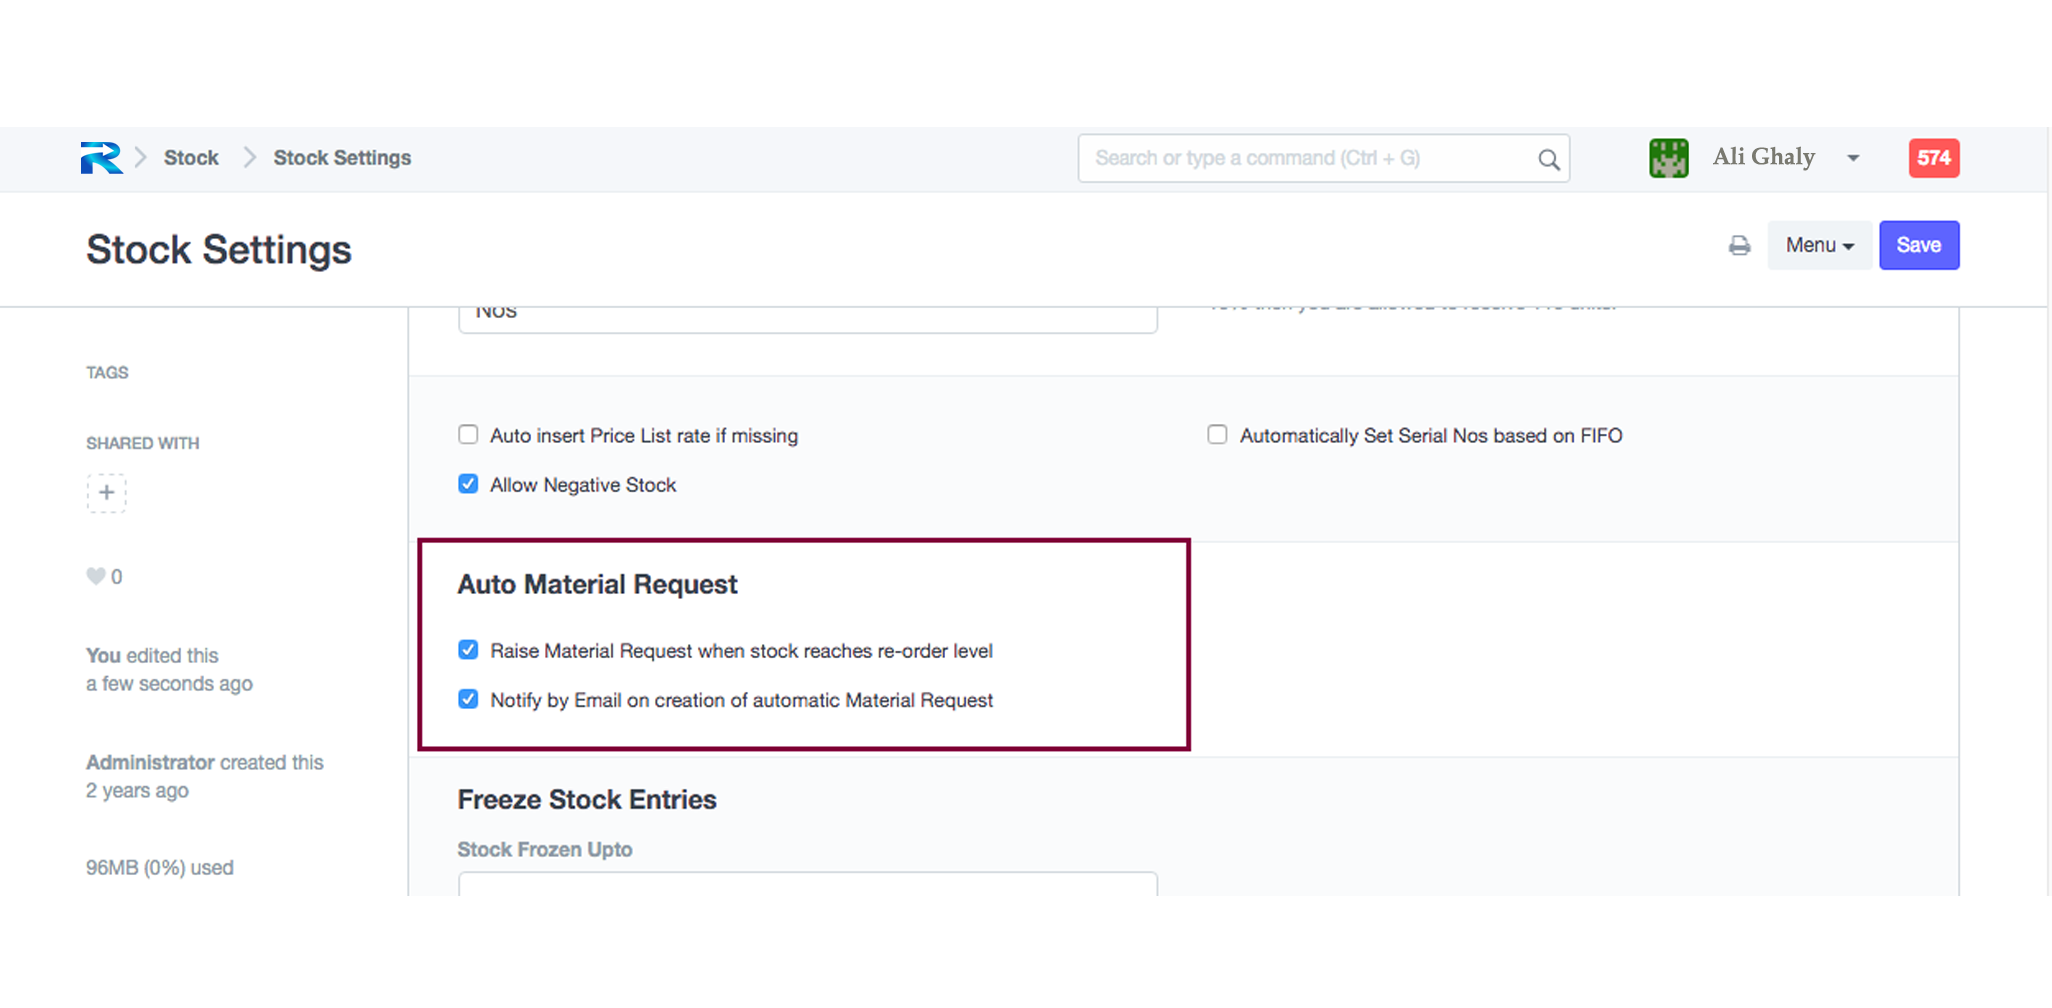 Stock
Stock Settings
Search or type a command (Ctrl + G)
Ali Ghaly
574
Stock Settings
Menu
Save
Nos
TAGS
SHARED WITH
+
0
You edited this
a few seconds ago
Administrator created this
2 years ago
96MB (0%) used
Auto insert Price List rate if missing
Automatically Set Serial Nos based on FIFO
Allow Negative Stock
Auto Material Request
Raise Material Request when stock reaches re-order level
Notify by Email on creation of automatic Material Request
Freeze Stock Entries
Stock Frozen Upto